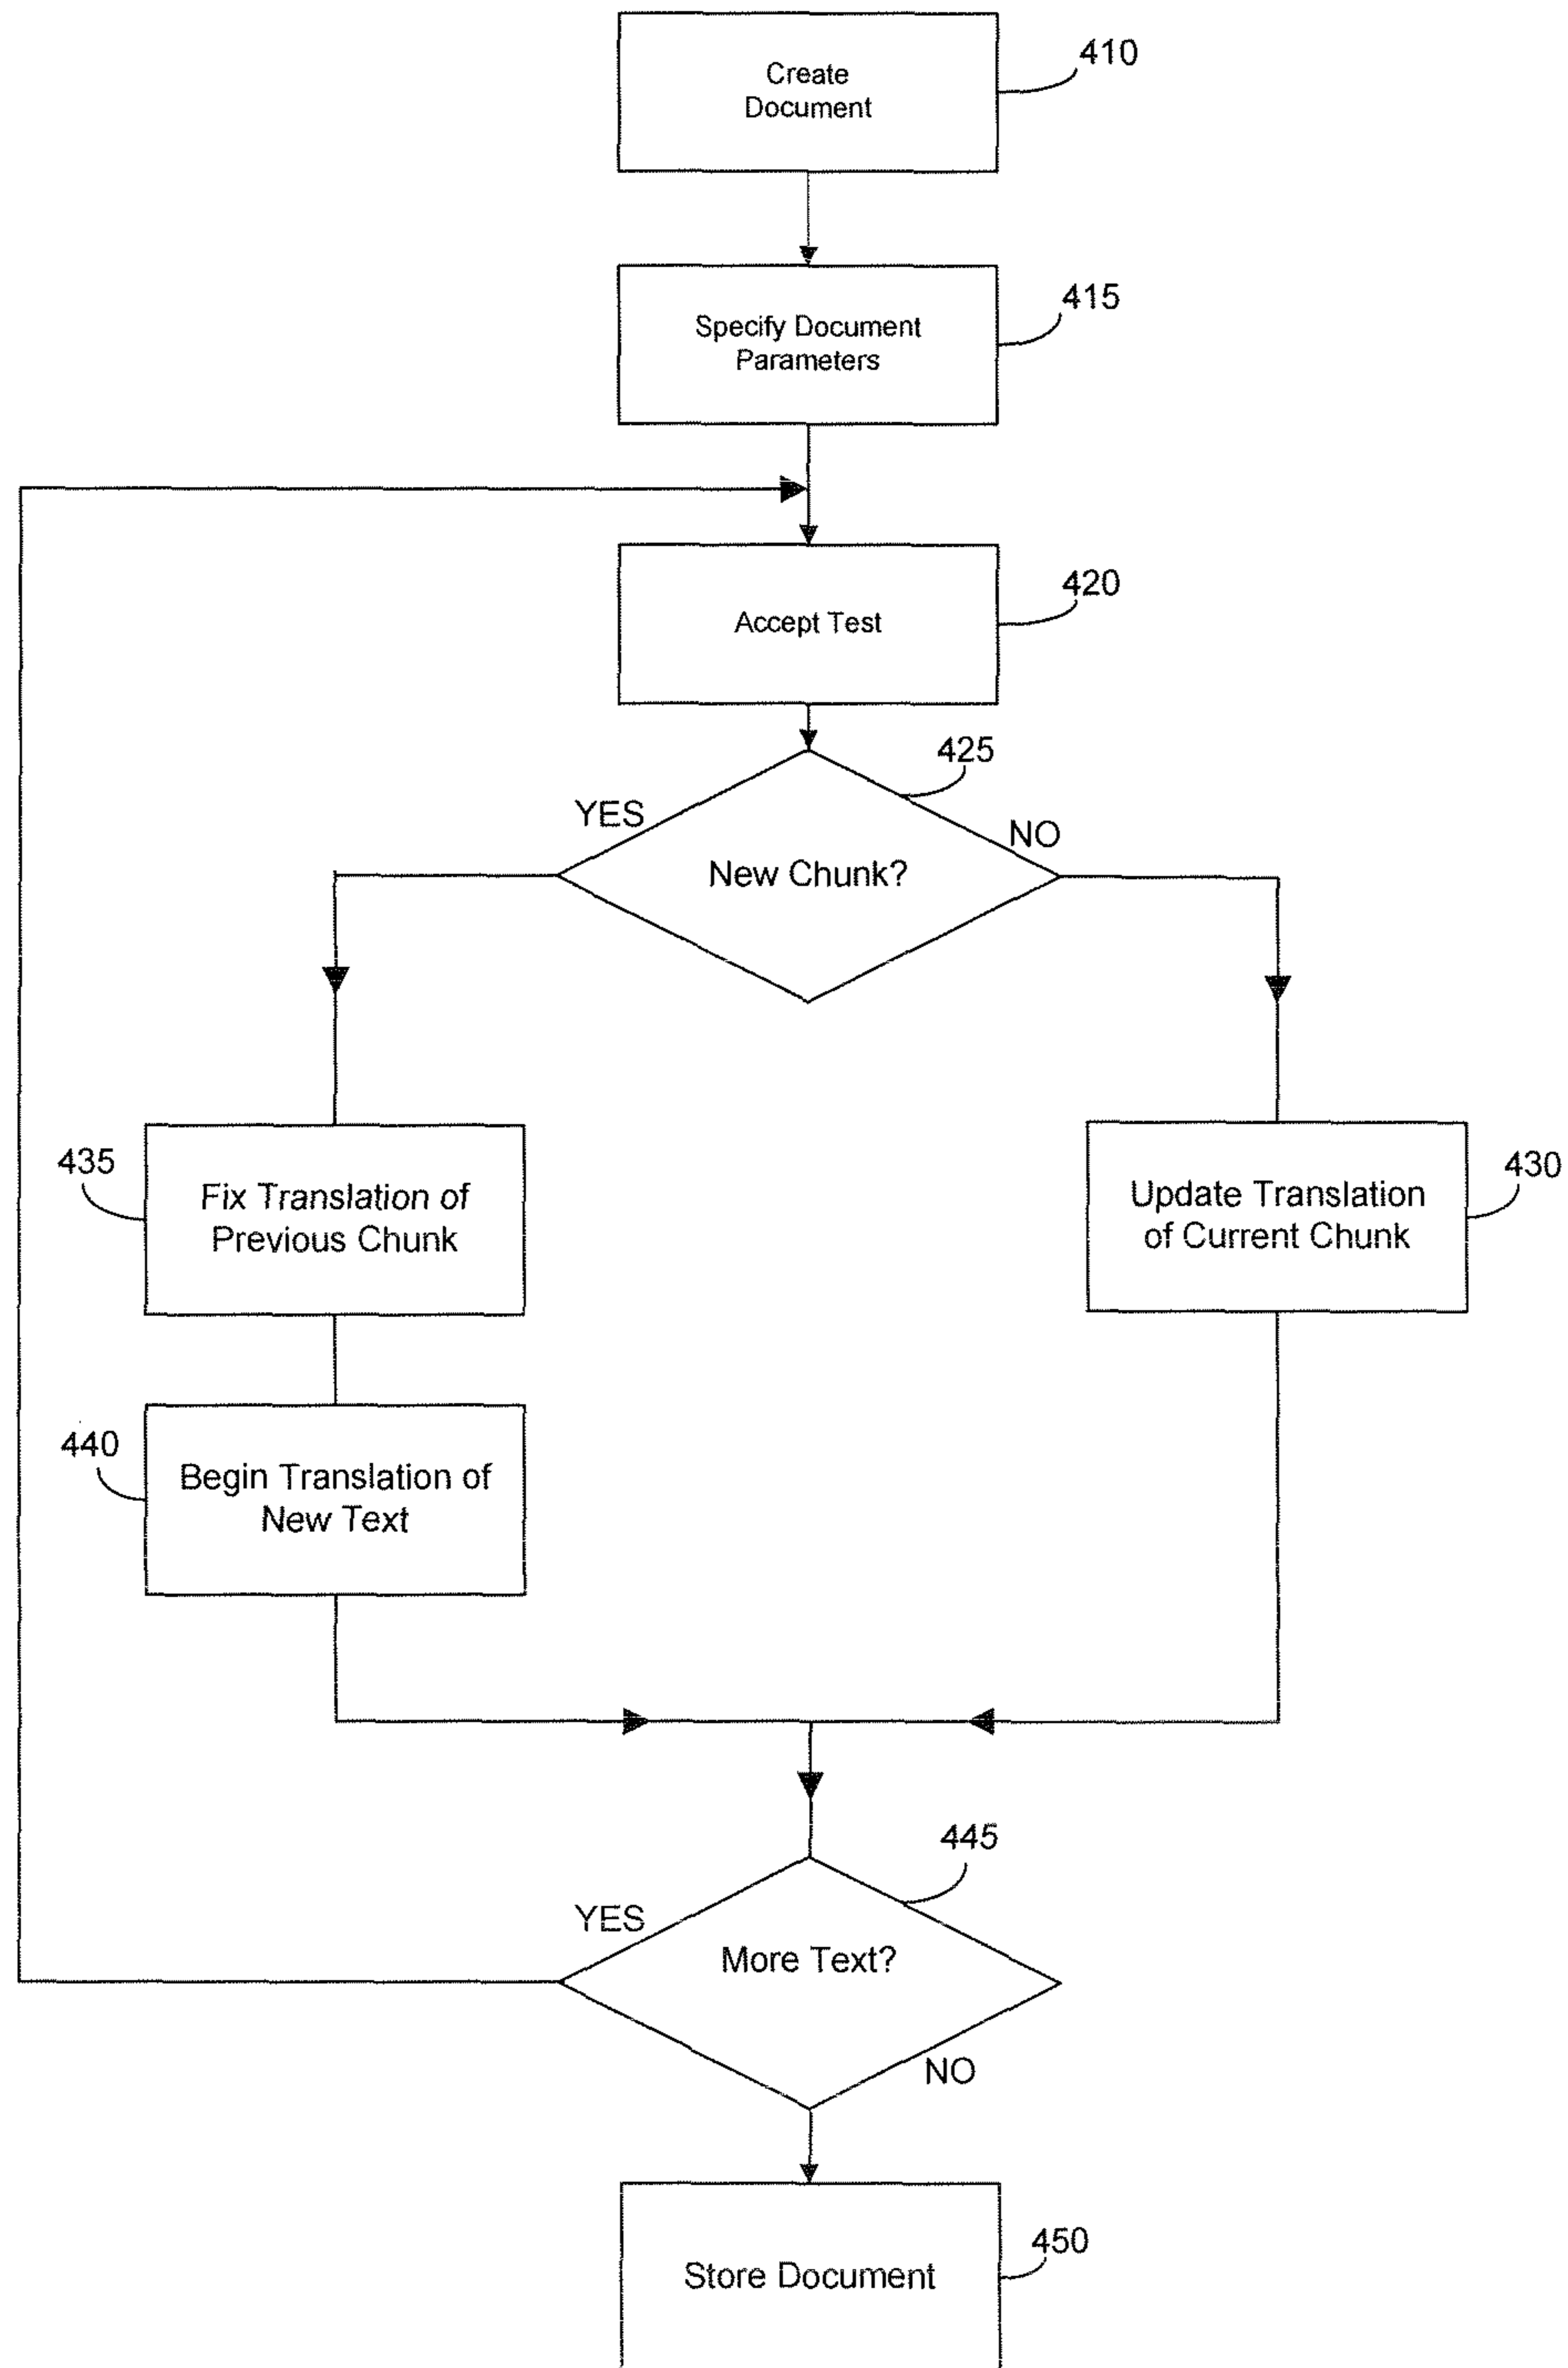 Create
Document
410
Specify Document
Parameters
415
Accept Test
420
425
YES
NO
New Chunk?
435
Fix Translation of
Previous Chunk
Update Translation
of Current Chunk
430
440
Begin Translation of
New Text
445
YES
More Text?
NO
Store Document
450